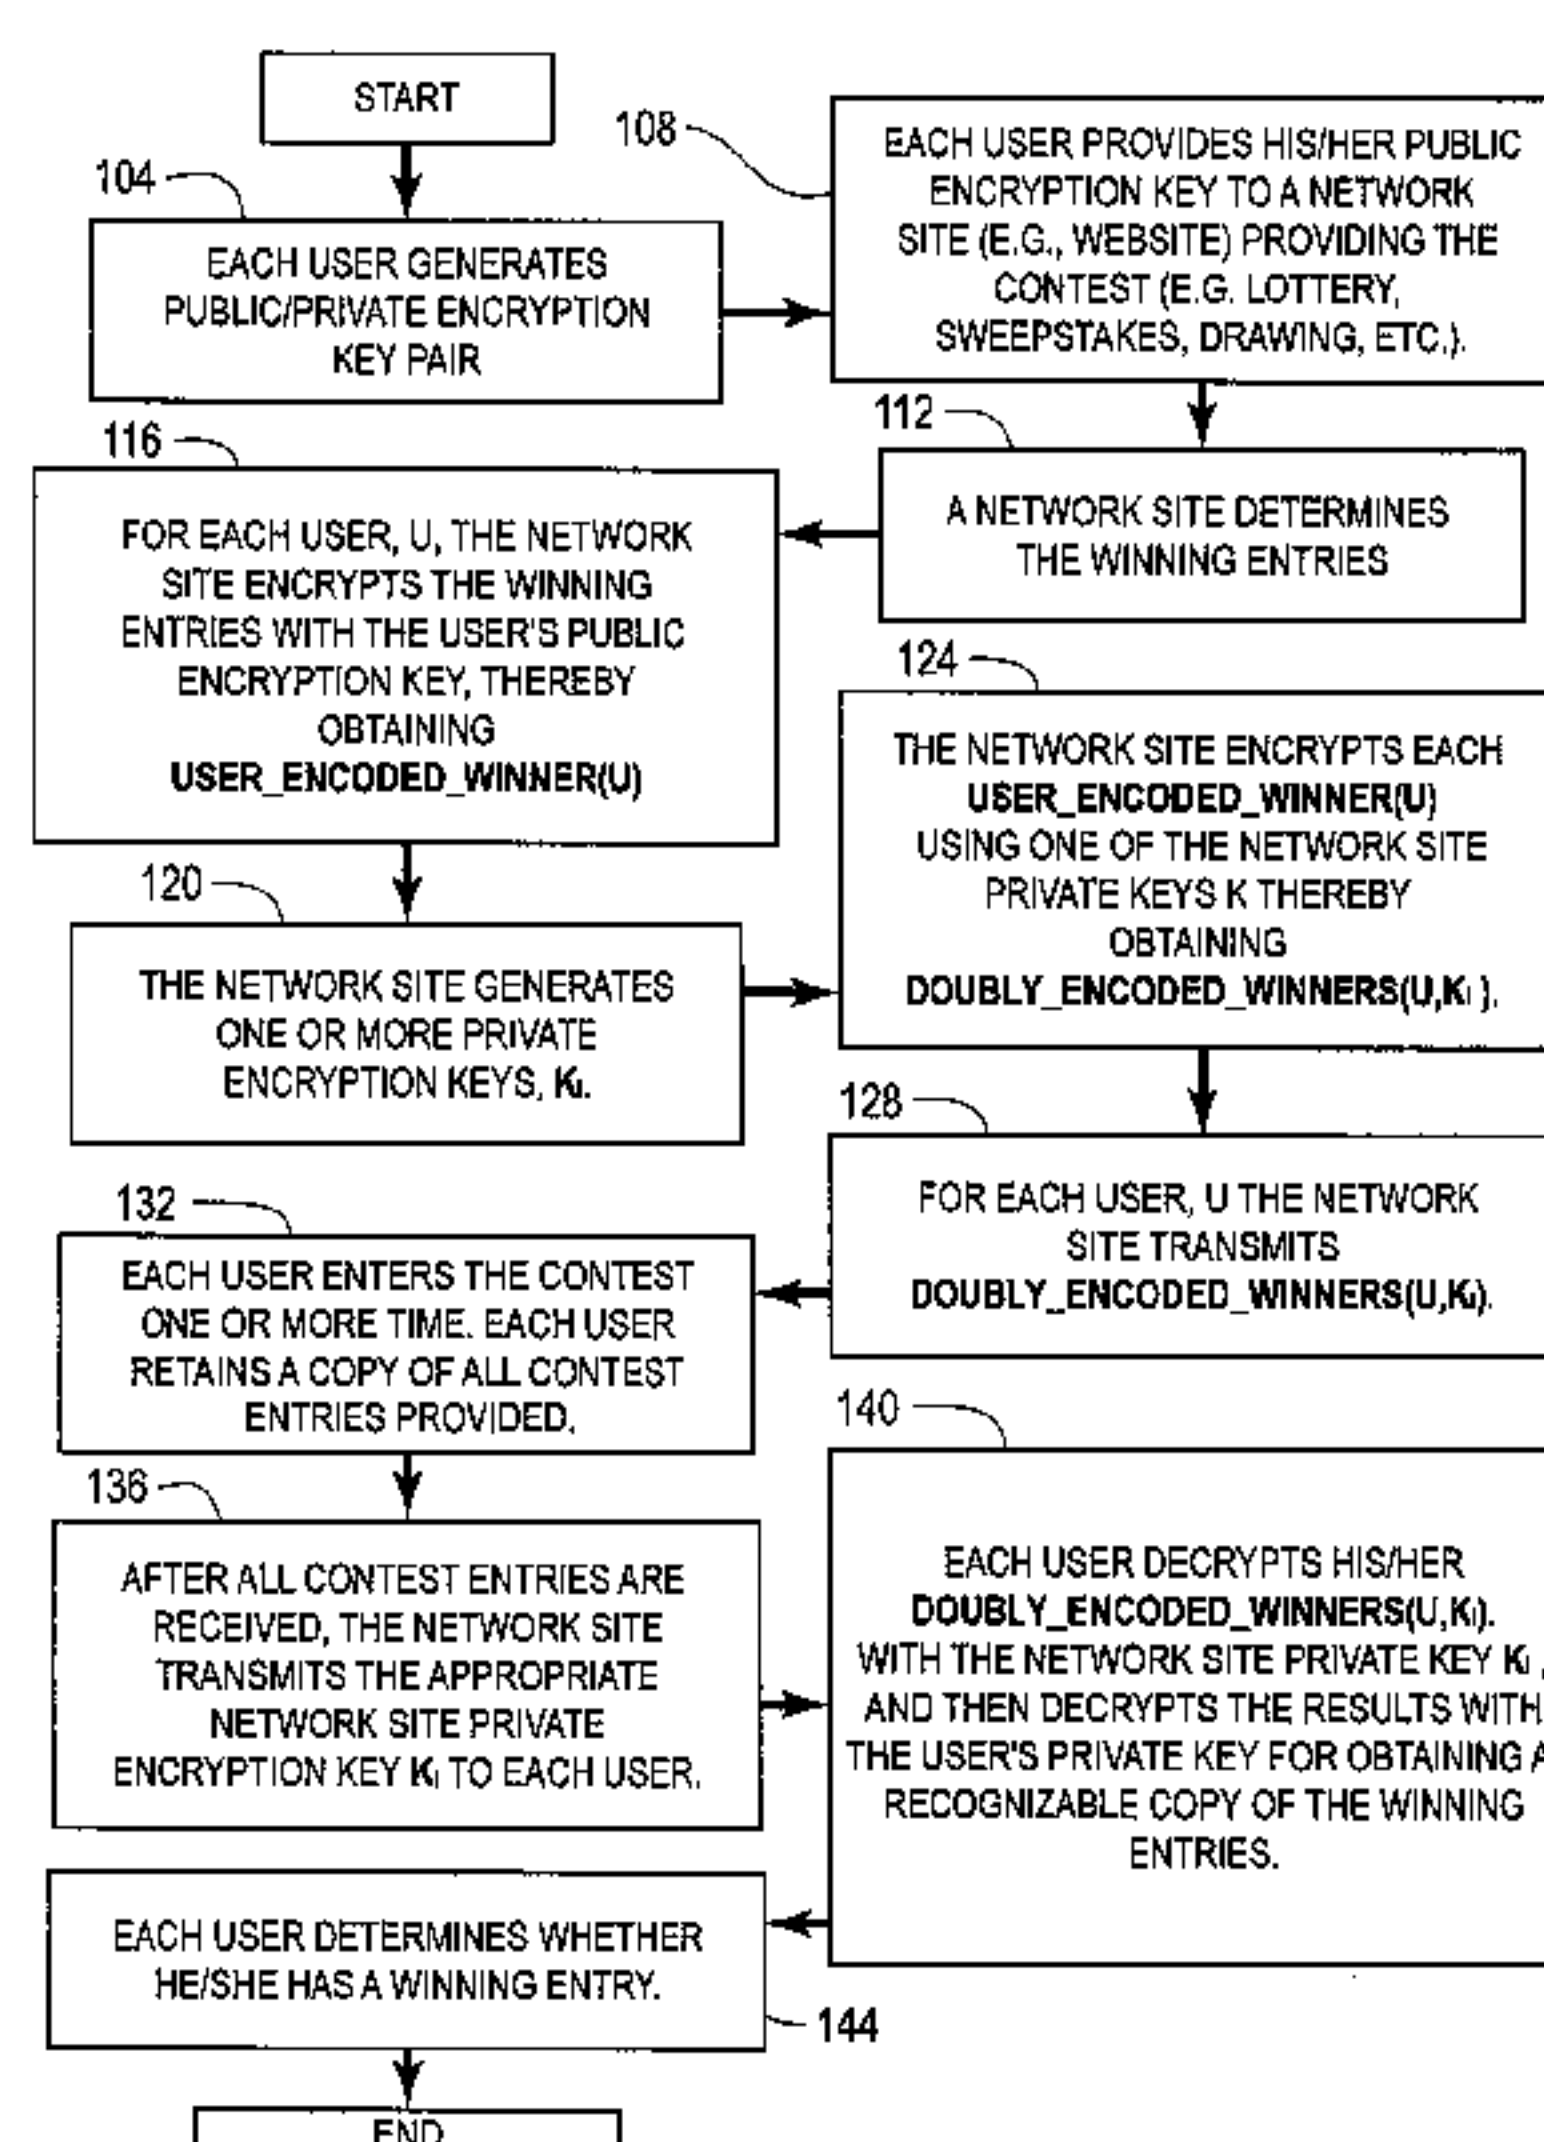 START
104
EACH USER GENERATES
PUBLIC/PRIVATE ENCRYPTION
KEY PAIR
108
EACH USER PROVIDES HIS/HER PUBLIC
ENCRYPTION KEY TO A NETWORK
SITE (E.G., WEBSITE) PROVIDING THE
CONTEST (E.G. LOTTERY,
SWEEPSTAKES, DRAWING, ETC.).
112
A NETWORK SITE DETERMINES
THE WINNING ENTRIES
116
FOR EACH USER, U, THE NETWORK
SITE ENCRYPTS THE WINNING
ENTRIES WITH THE USER'S PUBLIC
ENCRYPTION KEY, THEREBY
OBTAINING
USER_ENCODED_WINNER(U)
120
THE NETWORK SITE GENERATES
ONE OR MORE PRIVATE
ENCRYPTION KEYS, Ki.
124
THE NETWORK SITE ENCRYPTS EACH
USER_ENCODED_WINNER(U)
USING ONE OF THE NETWORK SITE
PRIVATE KEYS K THEREBY
OBTAINING
DOUBLY_ENCODED_WINNERS(U,Ki ).
128
FOR EACH USER, U THE NETWORK
SITE TRANSMITS
DOUBLY_ENCODED_WINNERS(U,Ki).
132
EACH USER ENTERS THE CONTEST
ONE OR MORE TIME. EACH USER
RETAINS A COPY OF ALL CONTEST
ENTRIES PROVIDED.
136
AFTER ALL CONTEST ENTRIES ARE
RECEIVED, THE NETWORK SITE
TRANSMITS THE APPROPRIATE
NETWORK SITE PRIVATE
ENCRYPTION KEY Ki TO EACH USER.
140
EACH USER DECRYPTS HIS/HER
DOUBLY_ENCODED_WINNERS(U,Ki).
WITH THE NETWORK SITE PRIVATE KEY Ki ,
AND THEN DECRYPTS THE RESULTS WITH
THE USER'S PRIVATE KEY FOR OBTAINING A
RECOGNIZABLE COPY OF THE WINNING
ENTRIES.
EACH USER DETERMINES WHETHER
HE/SHE HAS A WINNING ENTRY.
144
END